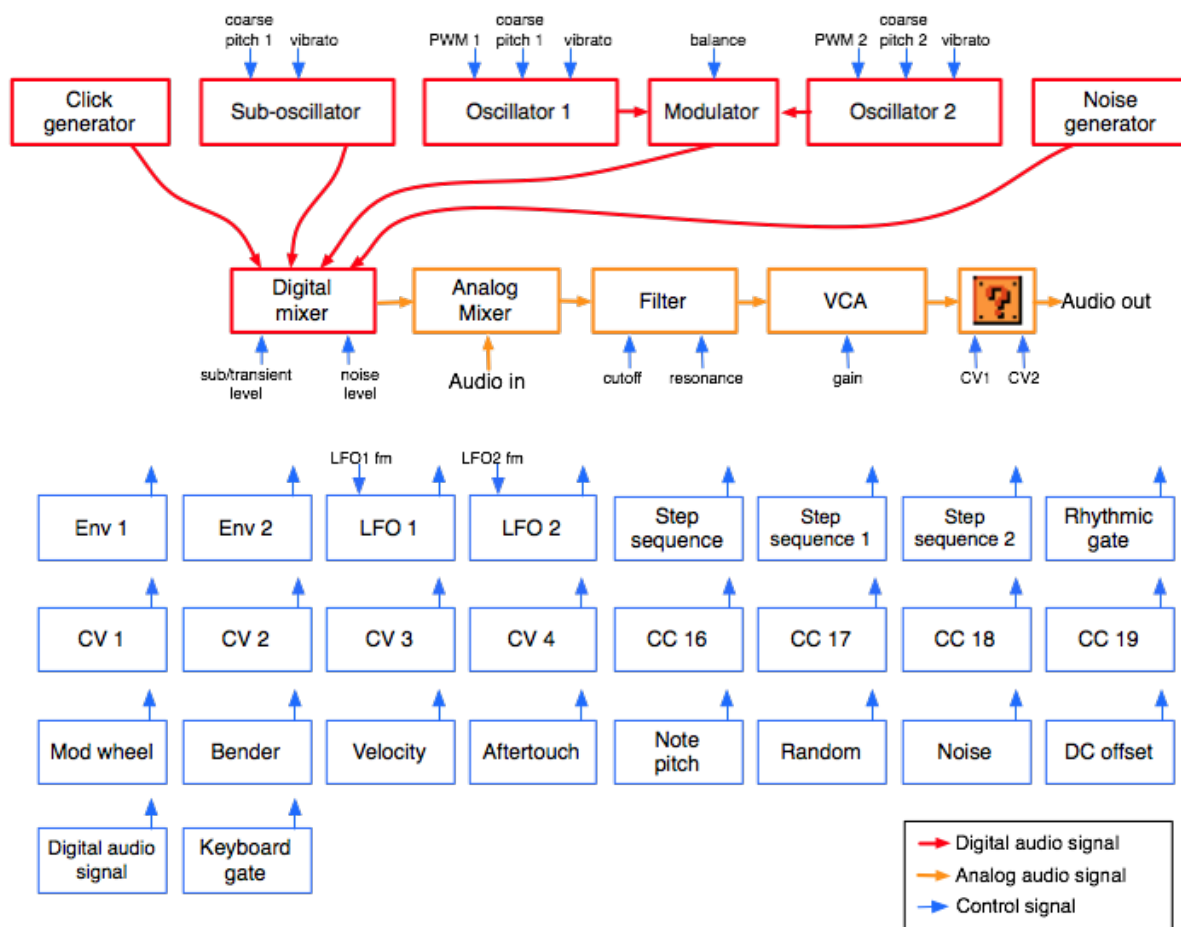 coarse
pitch 1
vibrato
PWM 1
coarse
pitch 1
vibrato
balance
PWM 2
coarse
pitch 2
vibrato
Click
generator
Sub-oscillator
Oscillator 1
Modulator
Oscillator 2
Noise
generator
Digital
mixer
Analog
Mixer
Filter
VCA
?
Audio out
sub/transient
level
noise
level
Audio in
cutoff
resonance
gain
CV1
CV2
LFO1 fm
LFO2 fm
Env 1
Env 2
LFO 1
LFO 2
Step
sequence
Step
sequence 1
Step
sequence 2
Rhythmic
gate
CV 1
CV 2
CV 3
CV 4
CC 16
CC 17
CC 18
CC 19
Mod wheel
Bender
Velocity
Aftertouch
Note
pitch
Random
Noise
DC offset
Digital audio
signal
Keyboard
gate
Digital audio signal
Analog audio signal
Control signal